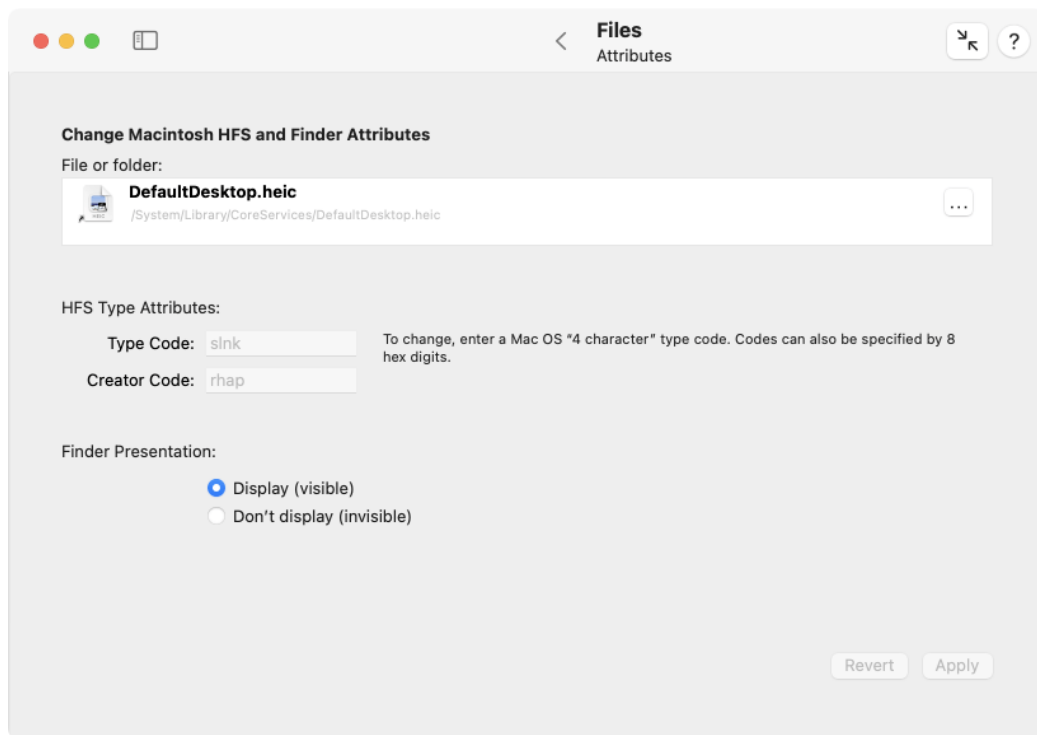 Files
Attributes
?
Change Macintosh HFS and Finder Attributes
File or folder:
DefaultDesktop.heic
/System/Library/CoreServices/DefaultDesktop.heic
...
HFS Type Attributes:
Type Code: slnk
To change, enter a Mac OS “4 character” type code. Codes can also be specified by 8
hex digits.
Creator Code: rhap
Finder Presentation:
Display (visible)
Don’t display (invisible)
Revert Apply